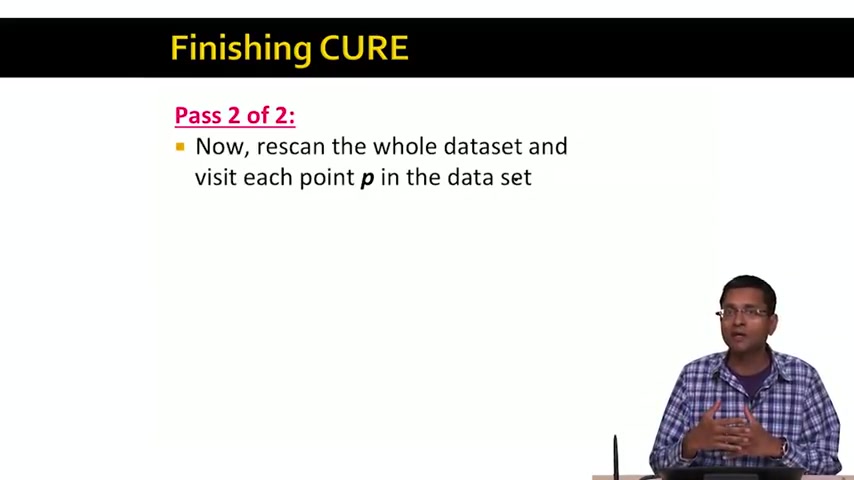 Finishing CURE
Pass 2 of 2:
Now, rescan the whole dataset and
visit each point p in the data set